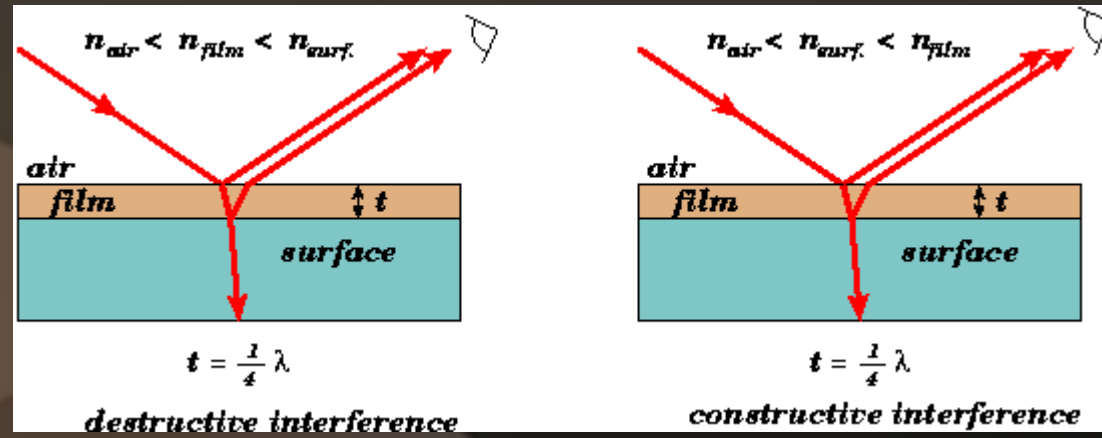 n_air < n_film < n_surf.
air
film
t
surface
t = 1/4 λ
destructive interference
n_air < n_surf. < n_film
air
film
t
surface
t = 1/4 λ
constructive interference